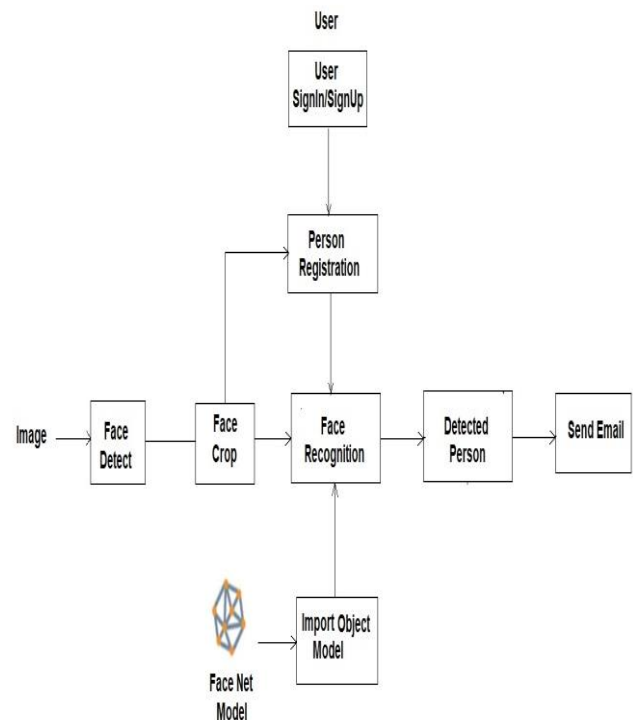 User
User
SignIn/SignUp
Person
Registration
Image
Face
Detect
Face
Crop
Face
Recognition
Detected
Person
Send Email
Import Object
Model
Face Net
Model